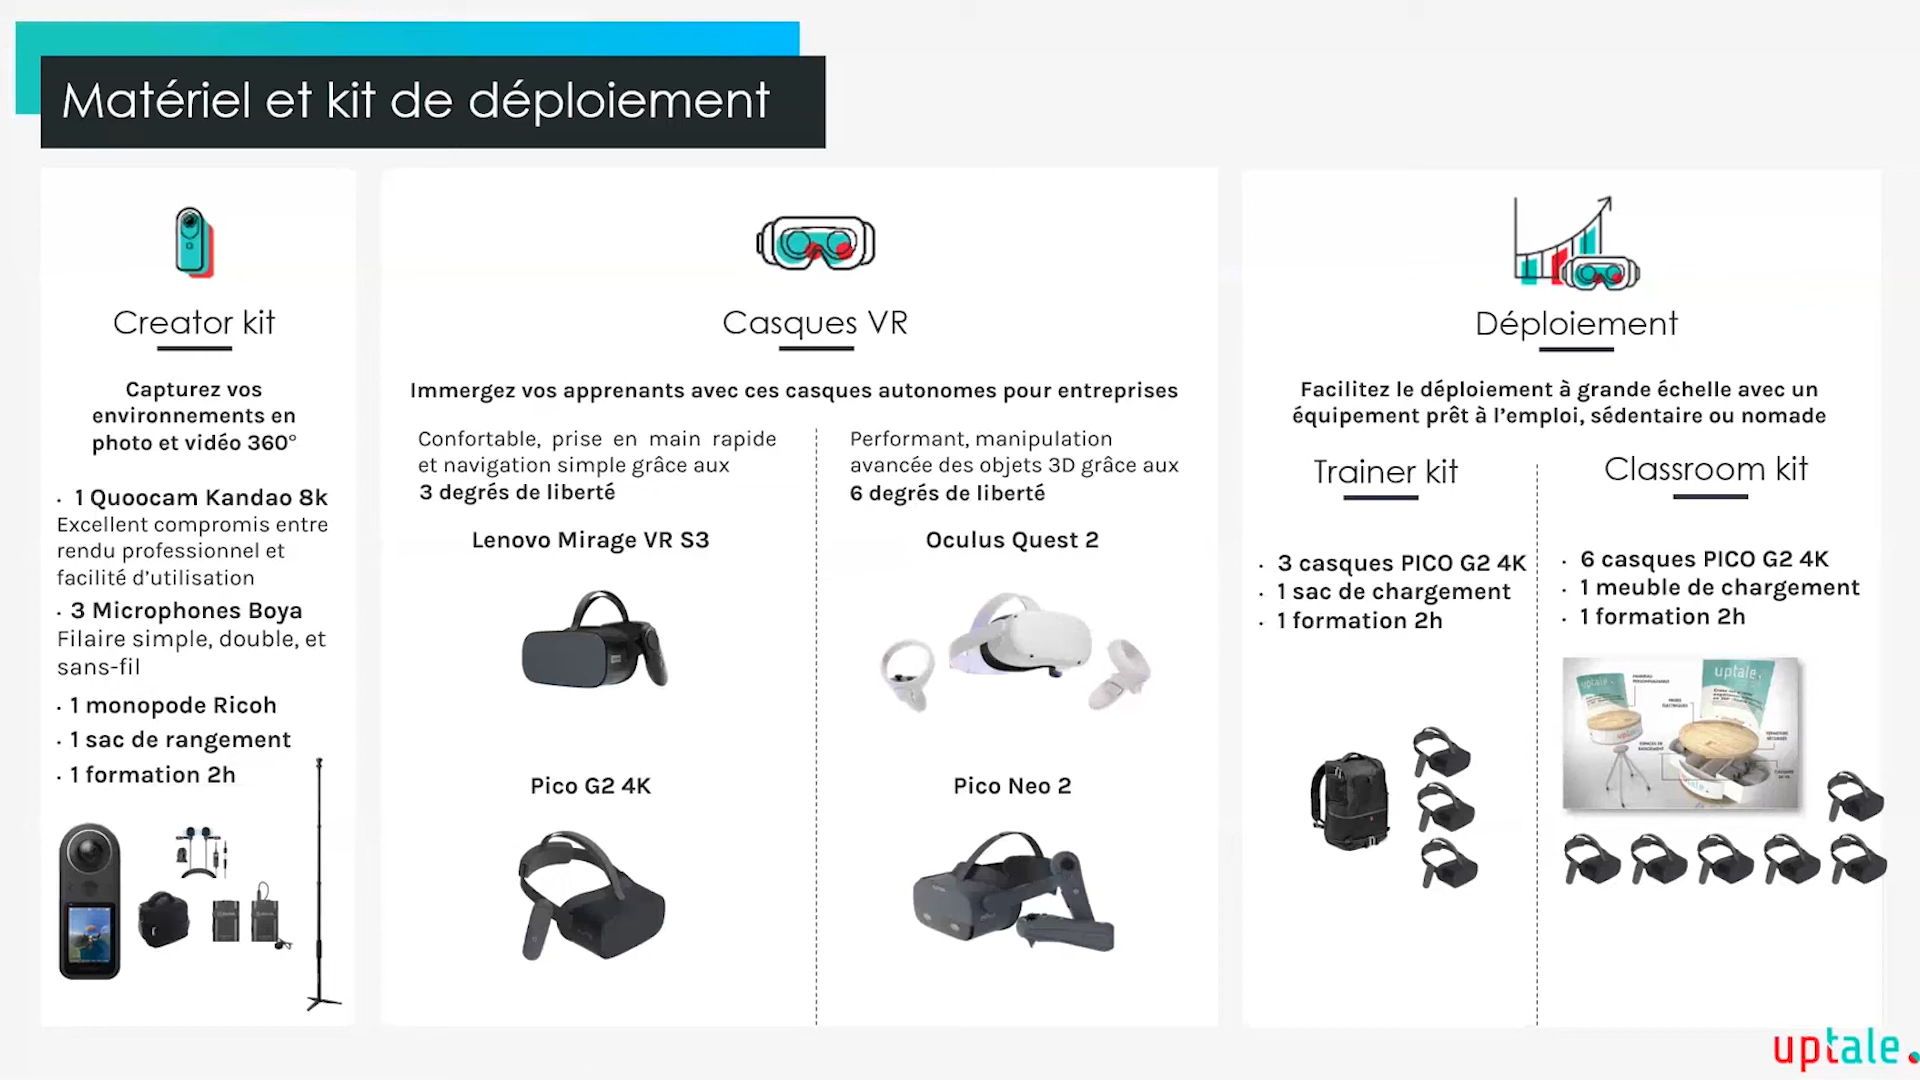 Matériel et kit de déploiement
Creator kit
Capturez vos
environnements en
photo et vidéo 360°
· 1 Quoocam Kandao 8k
Excellent compromis entre
rendu professionnel et
facilité d'utilisation
· 3 Microphones Boya
Filaire simple, double, et
sans-fil
· 1 monopode Ricoh
· 1 sac de rangement
· 1 formation 2h
Casques VR
Immergez vos apprenants avec ces casques autonomes pour entreprises
Confortable, prise en main rapide
et navigation simple grâce aux
3 degrés de liberté
Lenovo Mirage VR S3
Pico G2 4K
Performant, manipulation
avancée des objets 3D grâce aux
6 degrés de liberté
Oculus Quest 2
Pico Neo 2
Déploiement
Facilitez le déploiement à grande échelle avec un
équipement prêt à l'emploi, sédentaire ou nomade
Trainer kit
· 3 casques PICO G2 4K
· 1 sac de chargement
· 1 formation 2h
Classroom kit
· 6 casques PICO G2 4K
· 1 meuble de chargement
· 1 formation 2h
uptale.
uptale.
uptale.